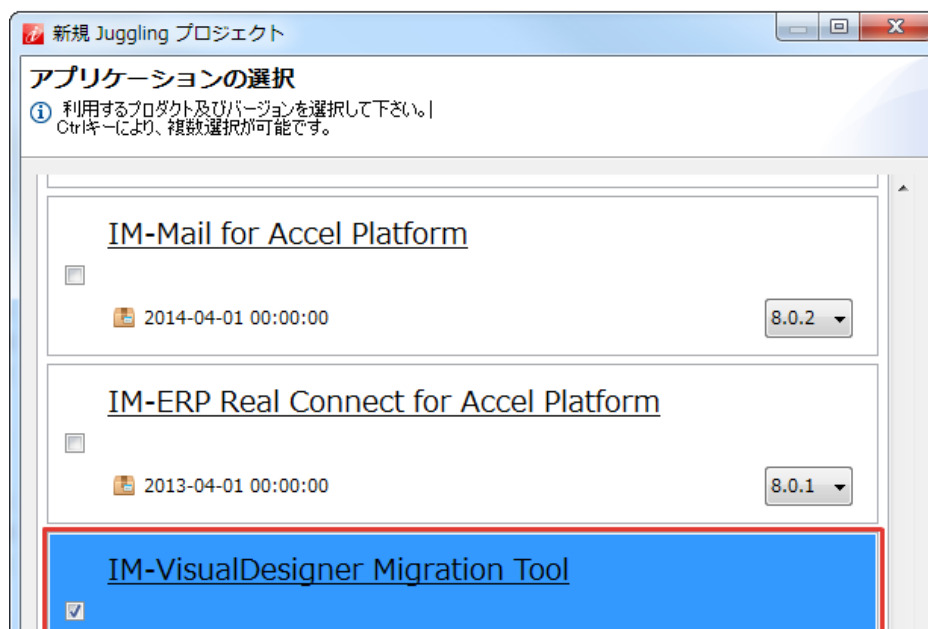 新規 Juggling プロジェクト
アプリケーションの選択
利用するプロダクト及びバージョンを選択して下さい。
Ctrlキーにより、複数選択が可能です。
IM-Mail for Accel Platform
2014-04-01 00:00:00
8.0.2
IM-ERP Real Connect for Accel Platform
2013-04-01 00:00:00
8.0.1
IM-VisualDesigner Migration Tool